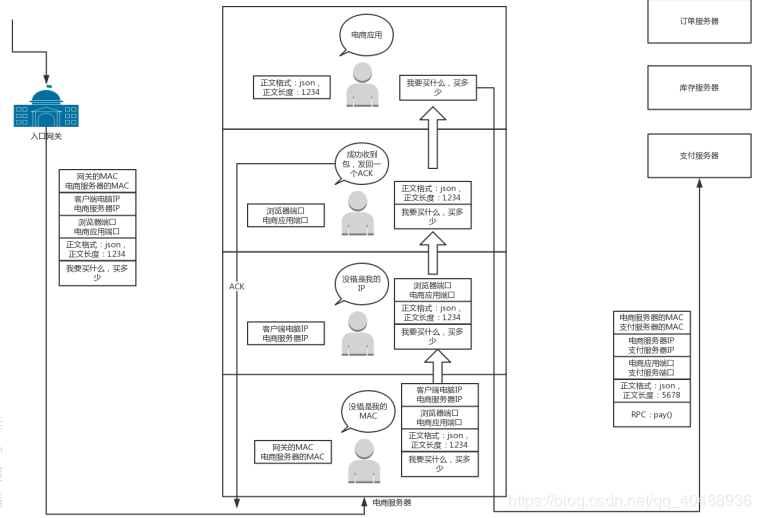 电商应用
正文格式：json，
正文长度：1234
我要买什么，买多
少
订单服务器
库存服务器
支付服务器
入口网关
网关的MAC
电商服务器的MAC
客户端电脑IP
电商服务器IP
浏览器端口
电商应用端口
正文格式：json，
正文长度：1234
我要买什么，买多
少
成功收到
包，发回一
个ACK
浏览器端口
电商应用端口
正文格式：json，
正文长度：1234
我要买什么，买多
少
ACK
没错是我的
IP
客户端电脑IP
电商服务器IP
浏览器端口
电商应用端口
正文格式：json，
正文长度：1234
我要买什么，买多
少
没错是我的
MAC
网关的MAC
电商服务器的MAC
客户端电脑IP
电商服务器IP
浏览器端口
电商应用端口
正文格式：json，
正文长度：1234
我要买什么，买多
少
电商服务器
电商服务器的MAC
支付服务器的MAC
电商服务器IP
支付服务器IP
电商应用端口
支付服务端口
正文格式：json，
正文长度：5678
RPC：pay()
https://blog.csdn.net/qq_40488936